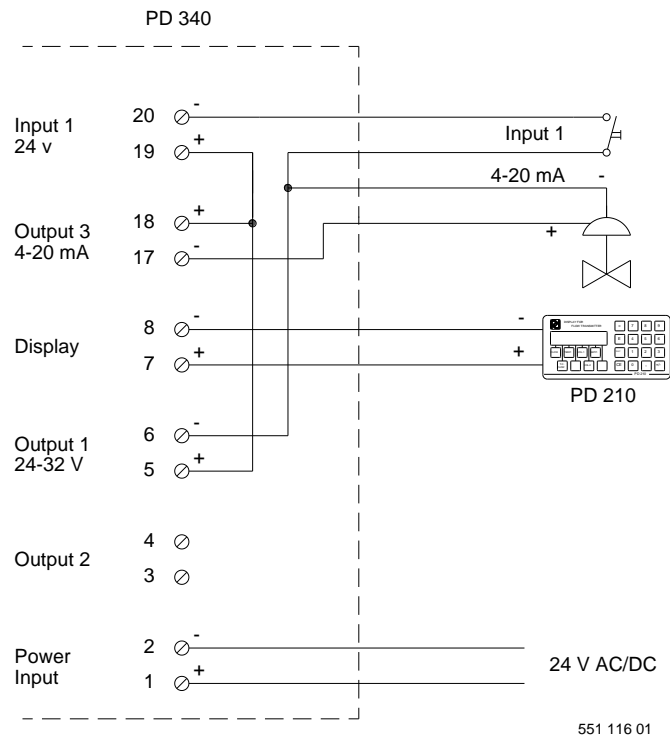 PD 340
20 -
Input 1
24 v
Input 1
19 +
4-20 mA -
18 +
Output 3
4-20 mA
+
17 -
8 - -
Display
7 + +
PD 210
6 -
Output 1
24-32 V
5 +
4
Output 2
3
2 -
Power
Input
24 V AC/DC
1 +
551 116 01